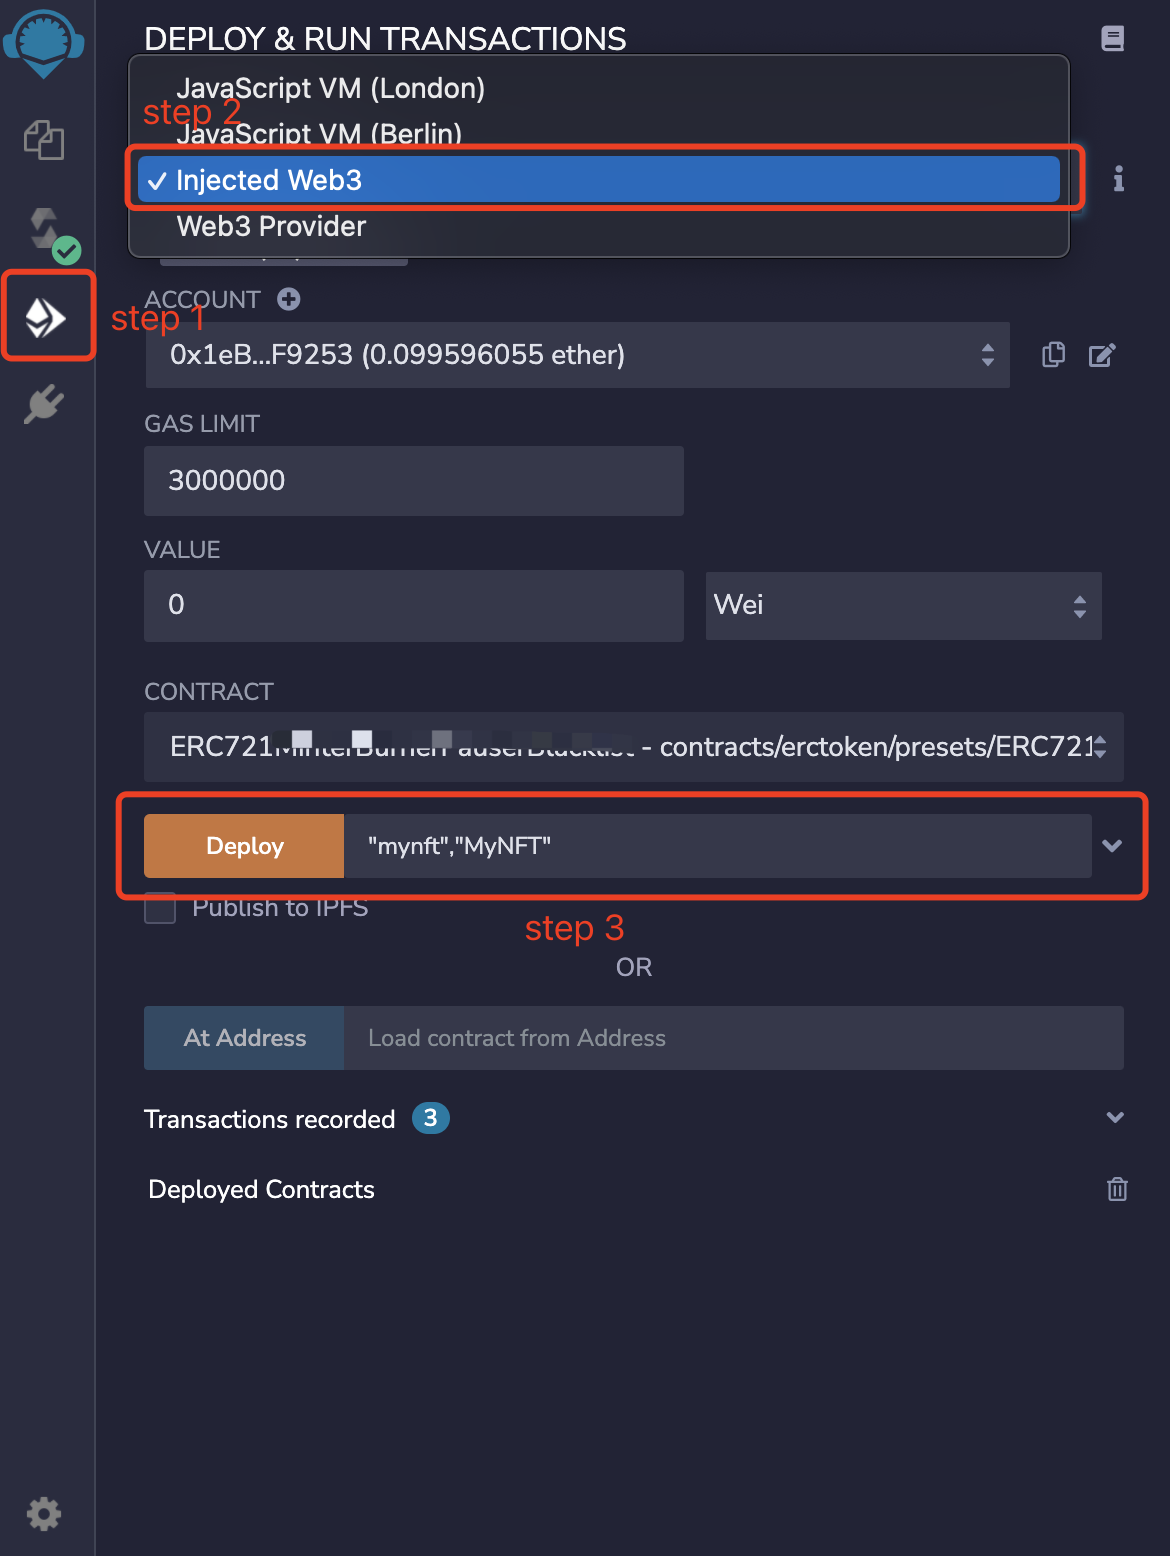 DEPLOY & RUN TRANSACTIONS
JavaScript VM (London)
step 2
JavaScript VM (Berlin)
Injected Web3
Web3 Provider
ACCOUNT
step 1
0x1eB...F9253 (0.099596055 ether)
GAS LIMIT
3000000
VALUE
0
Wei
CONTRACT
ERC721MinterBurnerPauserBlacklist - contracts/erctoken/presets/ERC721
Deploy
"mynft","MyNFT"
Publish to IPFS
step 3
OR
At Address
Load contract from Address
Transactions recorded 3
Deployed Contracts